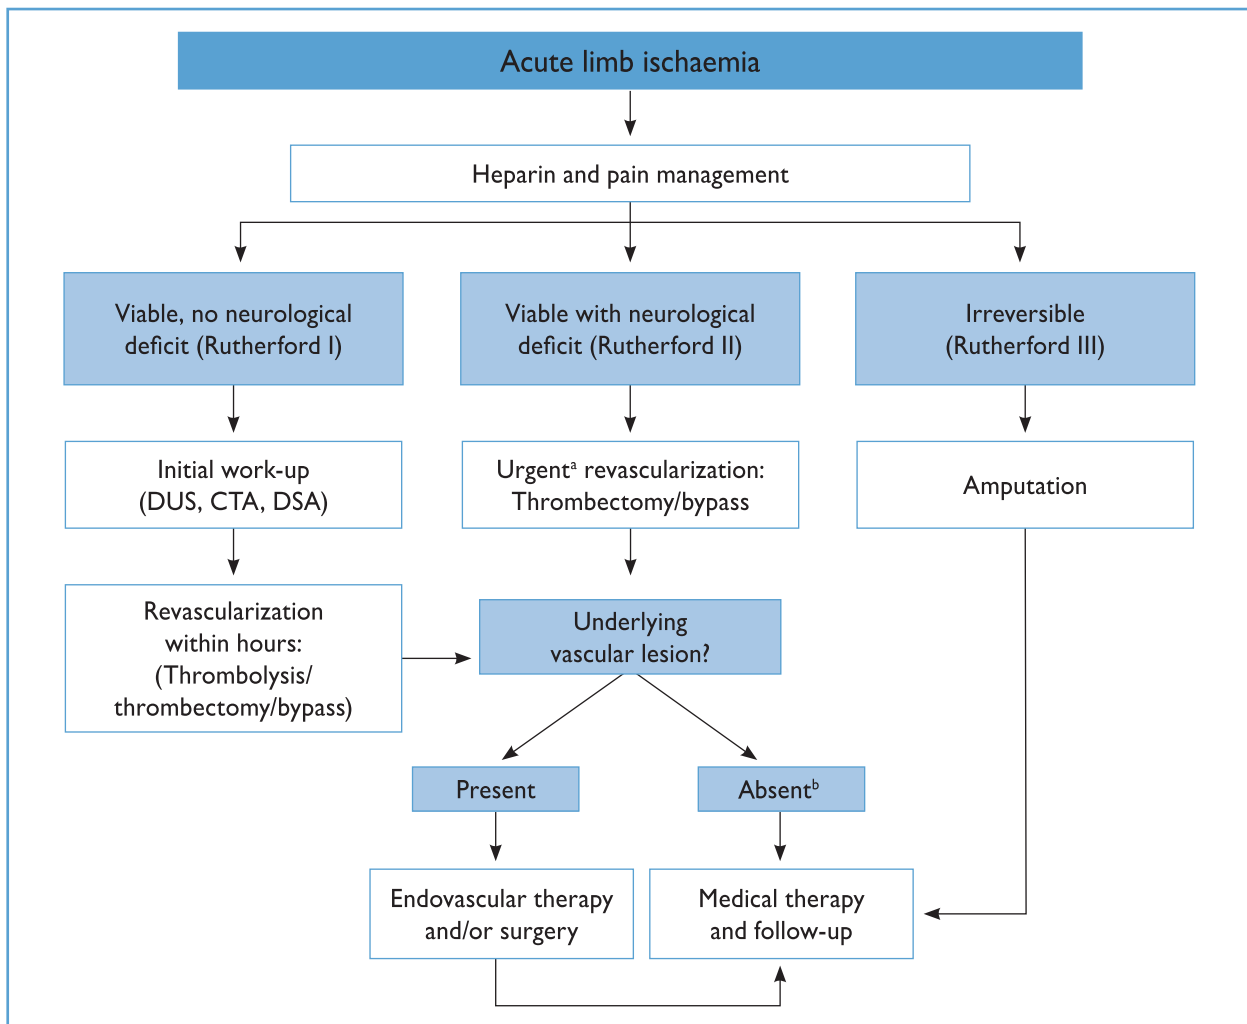 Acute limb ischaemia
Heparin and pain management
Viable, no neurological
deficit (Rutherford I)
Viable with neurological
deficit (Rutherford II)
Irreversible
(Rutherford III)
Initial work-up
(DUS, CTA, DSA)
Urgentᵃ revascularization:
Thrombectomy/bypass
Amputation
Revascularization
within hours:
(Thrombolysis/
thrombectomy/bypass)
Underlying
vascular lesion?
Present
Absentᵇ
Endovascular therapy
and/or surgery
Medical therapy
and follow-up